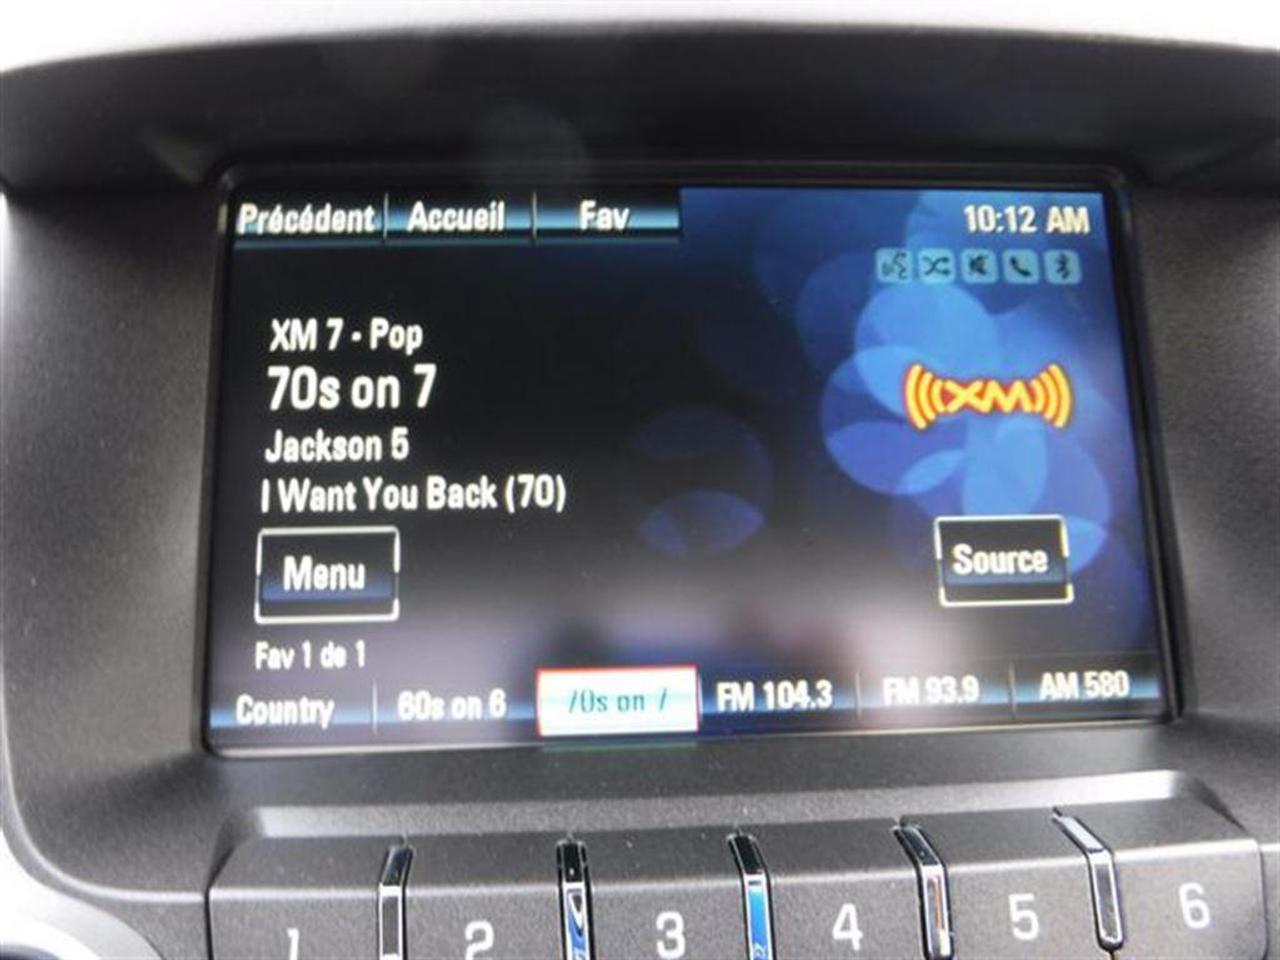 Précédent Accueil Fav 10:12 AM
XM 7 - Pop
70s on 7
XM
Jackson 5
I Want You Back (70)
Menu Source
Fav 1 de 1
Country 60s on 6 70s on 7 FM 104.3 FM 93.9 AM 580
1 2 3 4 5 6